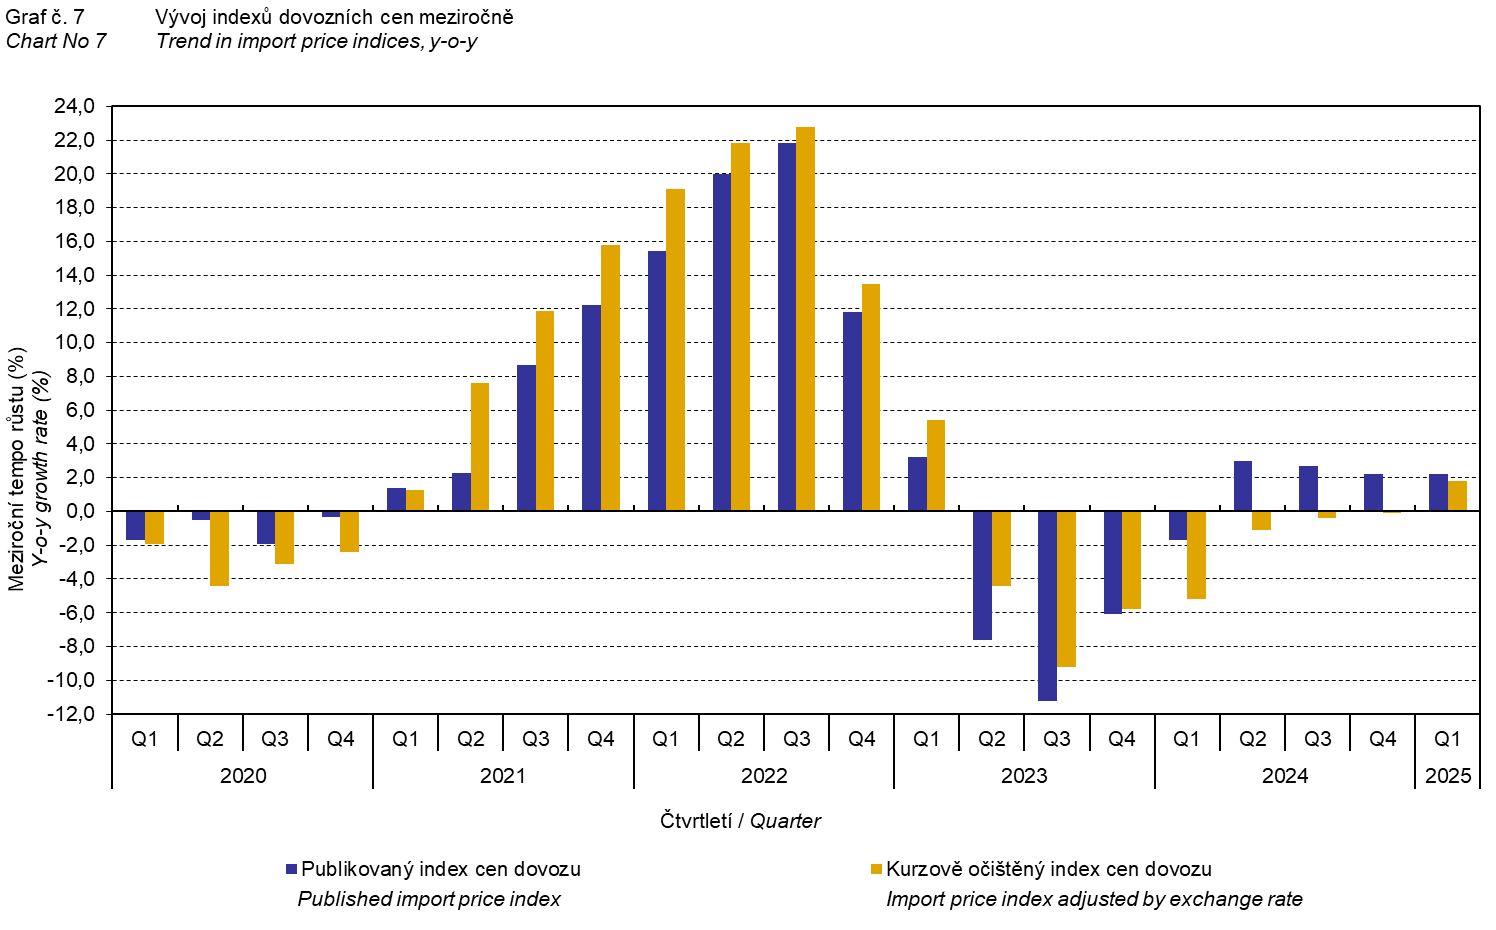 Graf č. 7 Vývoj indexů dovozních cen meziročně
Chart No 7 Trend in import price indices, y-o-y
Meziroční tempo růstu (%)
Y-o-y growth rate (%)
24,0
22,0
20,0
18,0
16,0
14,0
12,0
10,0
8,0
6,0
4,0
2,0
0,0
-2,0
-4,0
-6,0
-8,0
-10,0
-12,0
Q1 Q2 Q3 Q4 Q1 Q2 Q3 Q4 Q1 Q2 Q3 Q4 Q1 Q2 Q3 Q4 Q1 Q2 Q3 Q4 Q1
2020 2021 2022 2023 2024 2025
Čtvrtletí / Quarter
Publikovaný index cen dovozu
Published import price index
Kurzově očištěný index cen dovozu
Import price index adjusted by exchange rate